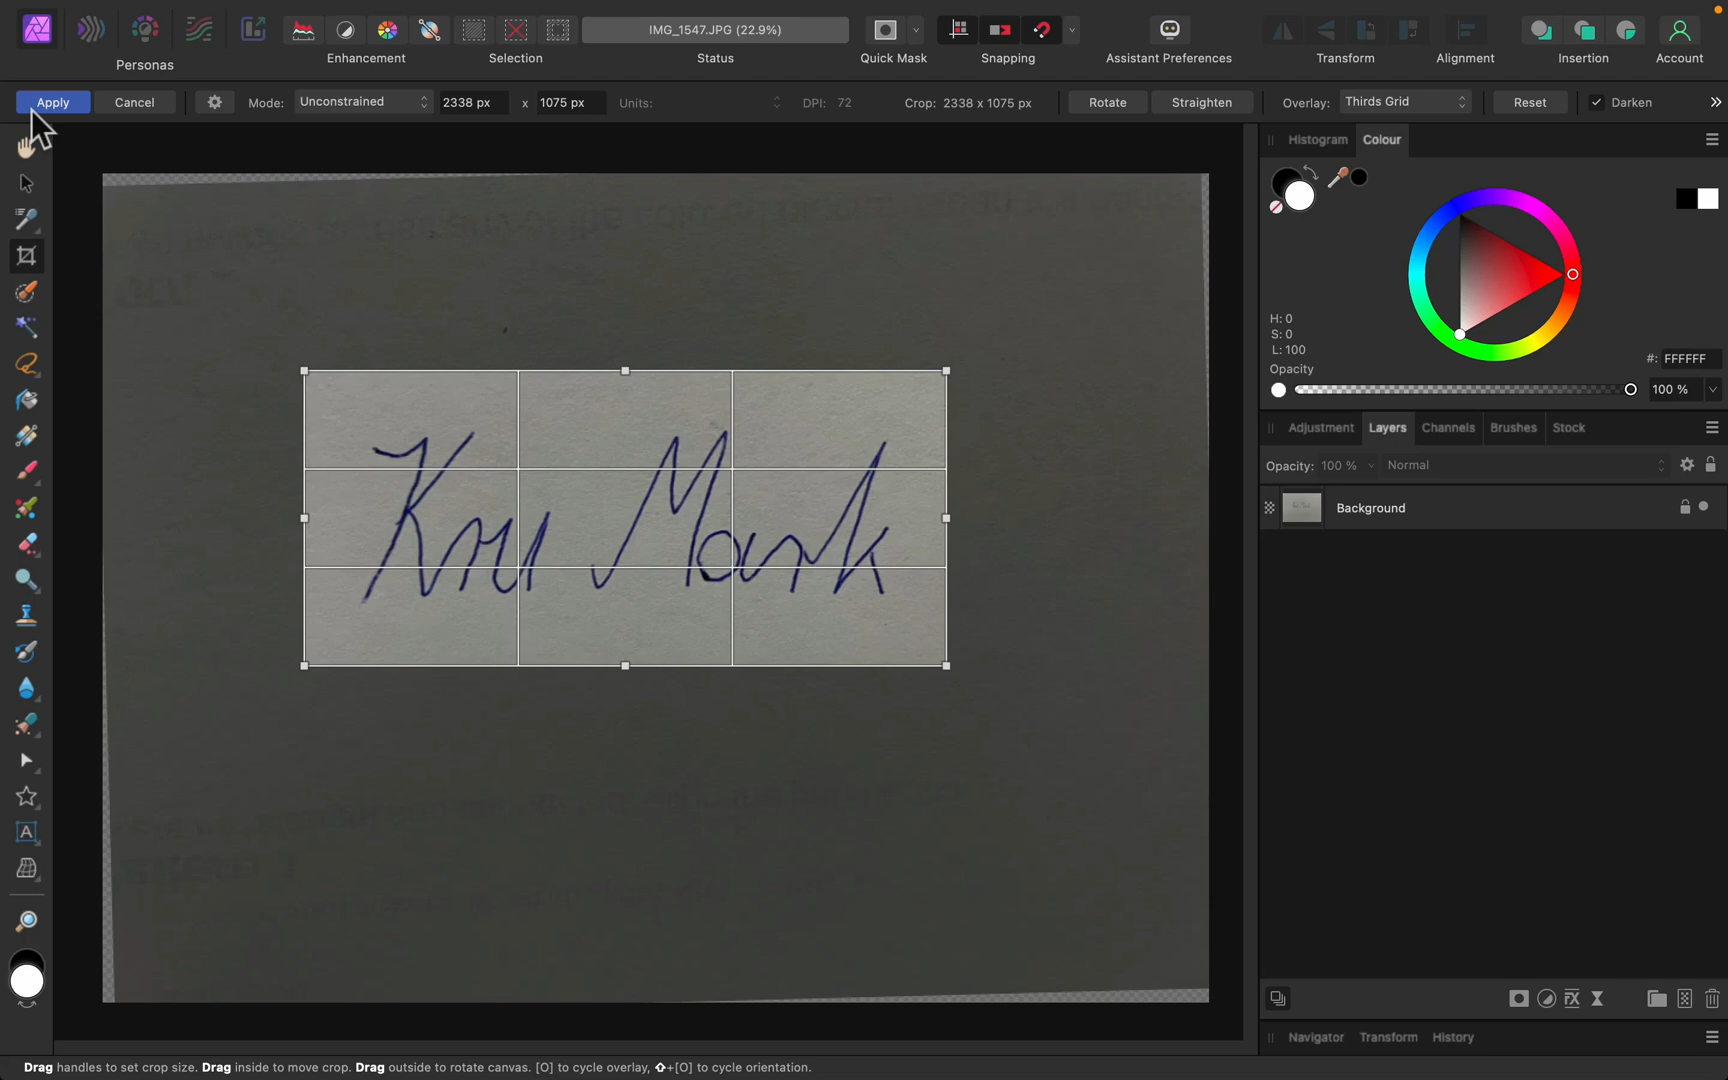 IMG_1547.JPG (22.9%)
Personas Enhancement Selection Status Quick Mask Snapping Assistant Preferences Transform Alignment Insertion Account
Apply Cancel Mode: Unconstrained 2338 px x 1075 px Units: DPI: 72 Crop: 2338 x 1075 px Rotate Straighten Overlay: Thirds Grid Reset Darken »
Histogram Colour
H: 0
S: 0
L: 100
#: FFFFFF
Opacity
100 %
Adjustment Layers Channels Brushes Stock
Opacity: 100 % Normal
Background
Mark
A
Navigator Transform History
Drag handles to set crop size. Drag inside to move crop. Drag outside to rotate canvas. [O] to cycle overlay, ⇧+[O] to cycle orientation.